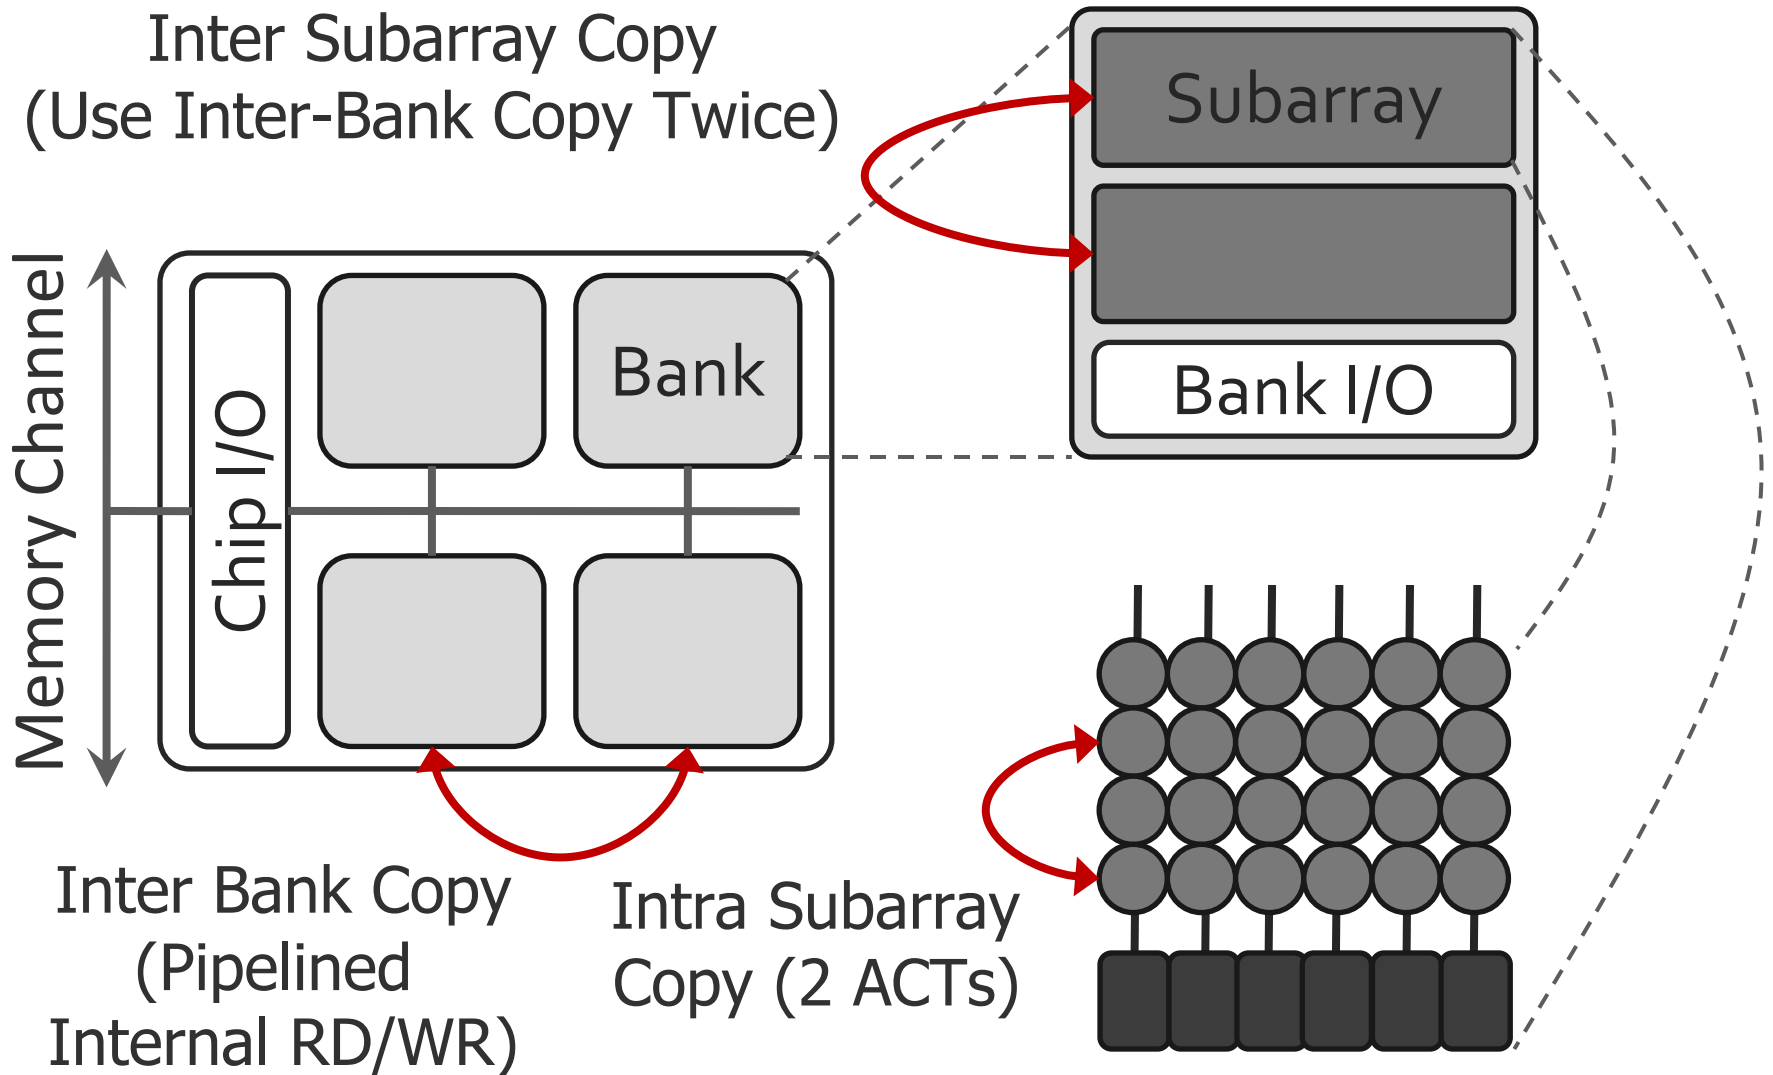 Inter Subarray Copy
(Use Inter-Bank Copy Twice)
Subarray
Bank I/O
Memory Channel
Chip I/O
Bank
Inter Bank Copy
(Pipelined
Internal RD/WR)
Intra Subarray
Copy (2 ACTs)